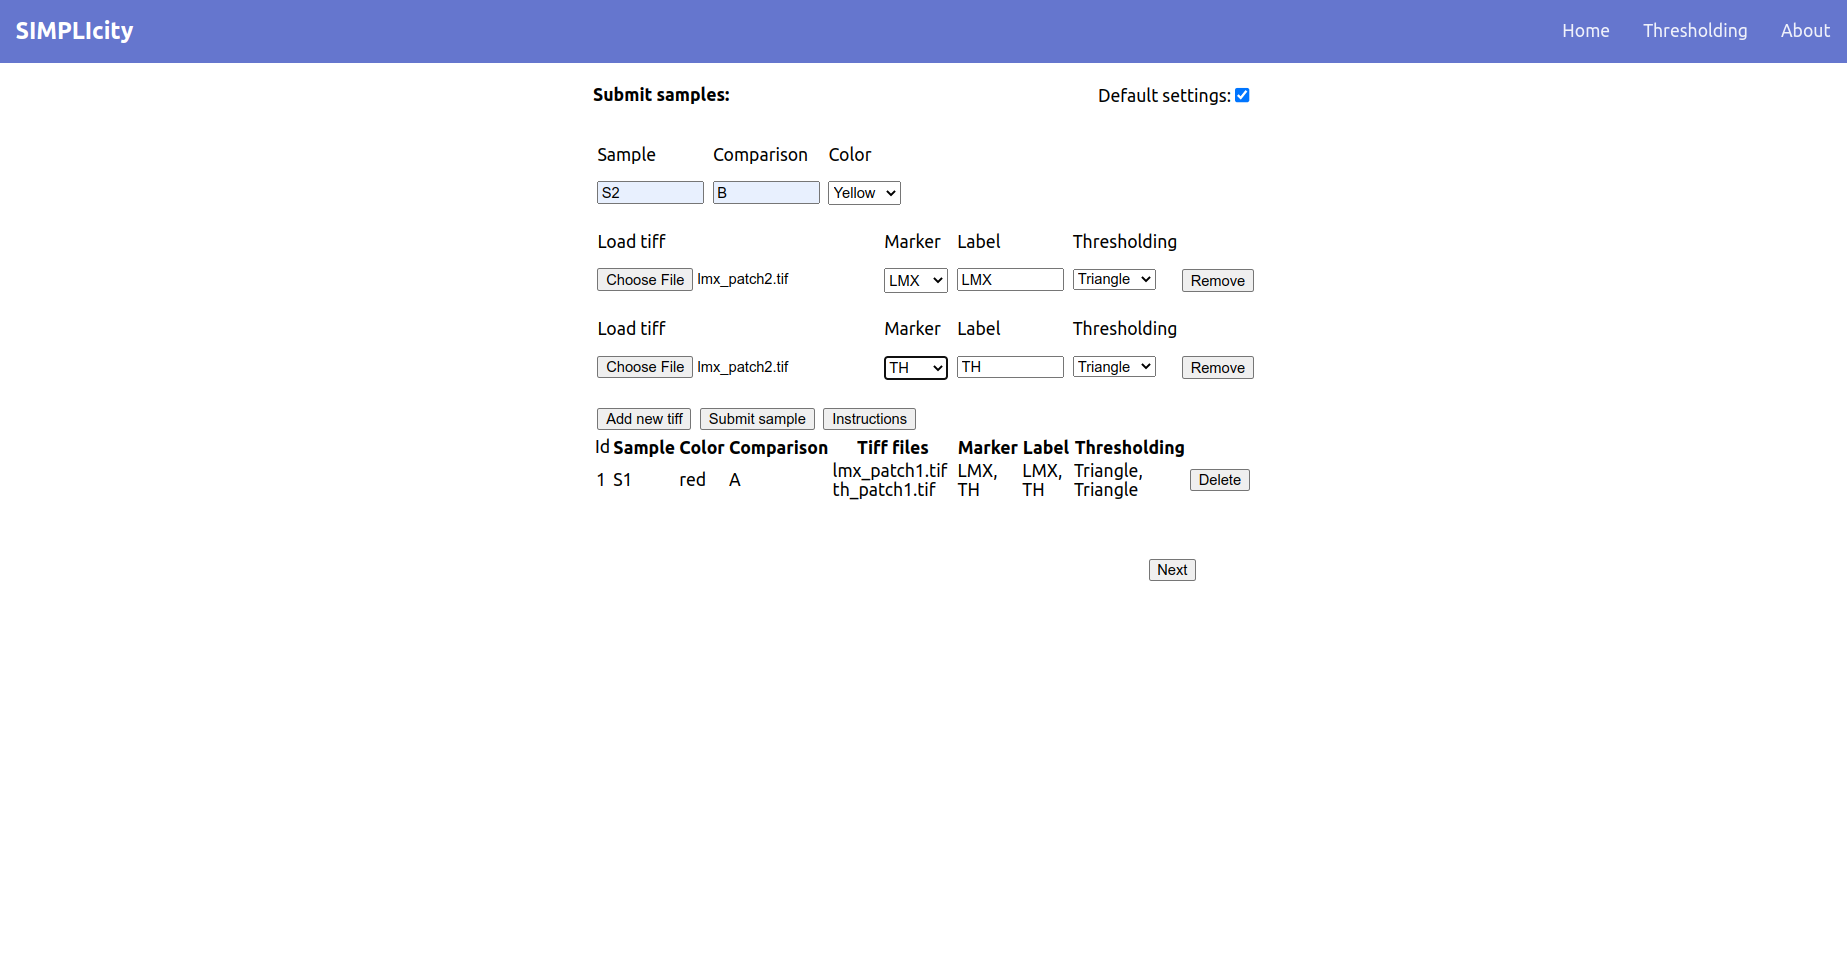 SIMPLIcity Home Thresholding About
Submit samples: Default settings:
Sample Comparison Color
S2 B Yellow
Load tiff Marker Label Thresholding
Choose File lmx_patch2.tif LMX LMX Triangle Remove
Load tiff Marker Label Thresholding
Choose File lmx_patch2.tif TH TH Triangle Remove
Add new tiff Submit sample Instructions
Id Sample Color Comparison Tiff files Marker Label Thresholding
1 S1 red A lmx_patch1.tif LMX, LMX, Triangle, Delete
th_patch1.tif TH TH Triangle
Next